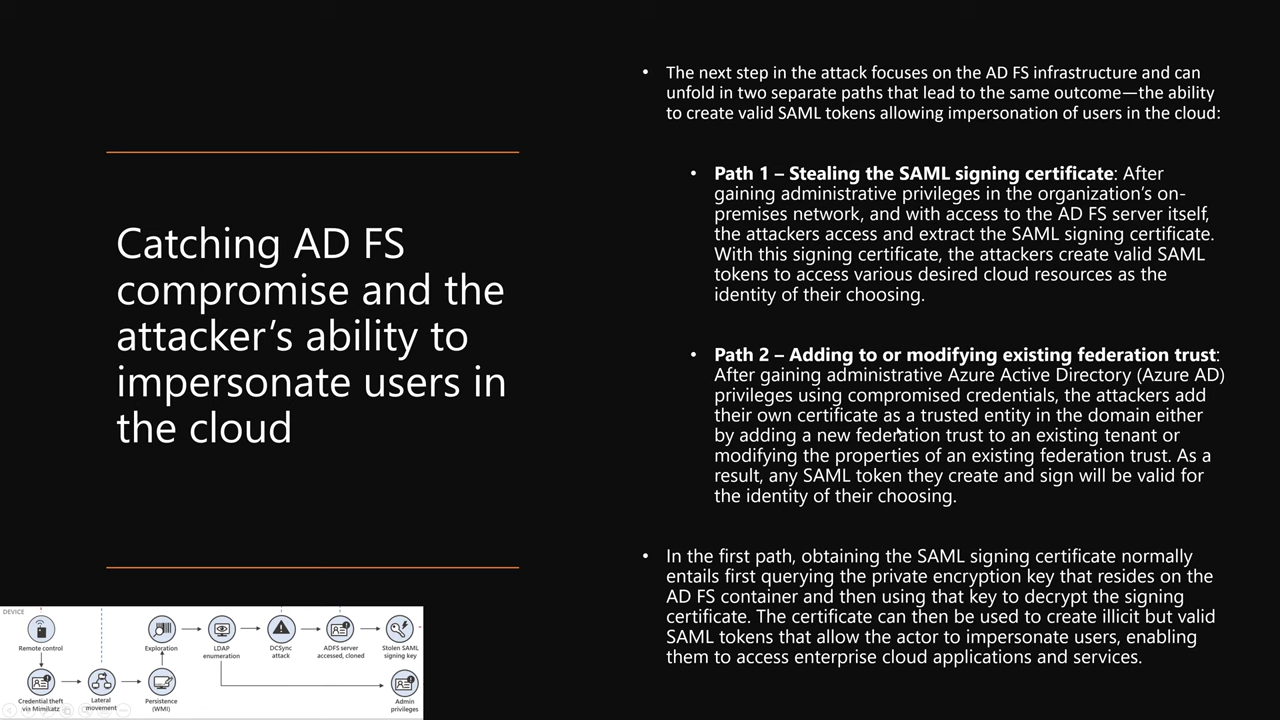 Catching AD FS
compromise and the
attacker’s ability to
impersonate users in
the cloud
• The next step in the attack focuses on the AD FS infrastructure and can
unfold in two separate paths that lead to the same outcome—the ability
to create valid SAML tokens allowing impersonation of users in the cloud:
• Path 1 – Stealing the SAML signing certificate: After
gaining administrative privileges in the organization’s on-
premises network, and with access to the AD FS server itself,
the attackers access and extract the SAML signing certificate.
With this signing certificate, the attackers create valid SAML
tokens to access various desired cloud resources as the
identity of their choosing.
• Path 2 – Adding to or modifying existing federation trust:
After gaining administrative Azure Active Directory (Azure AD)
privileges using compromised credentials, the attackers add
their own certificate as a trusted entity in the domain either
by adding a new federation trust to an existing tenant or
modifying the properties of an existing federation trust. As a
result, any SAML token they create and sign will be valid for
the identity of their choosing.
• In the first path, obtaining the SAML signing certificate normally
entails first querying the private encryption key that resides on the
AD FS container and then using that key to decrypt the signing
certificate. The certificate can then be used to create illicit but valid
SAML tokens that allow the actor to impersonate users, enabling
them to access enterprise cloud applications and services.
DEVICE
Remote control
Exploration
LDAP
enumeration
DCSync
attack
ADFS server
accessed, cloned
Stolen SAML
signing key
Credential theft
via Mimikatz
Lateral
movement
Persistence
(WMI)
Admin
privileges